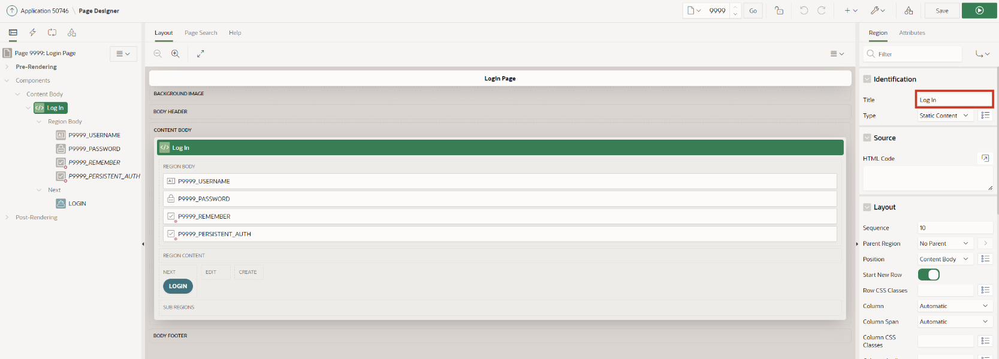 Application 50746 \ Page Designer
9999
Go
Save
Page 9999: Login Page
Pre-Rendering
Components
Content Body
</> Log In
Region Body
P9999_USERNAME
P9999_PASSWORD
P9999_REMEMBER
P9999_PERSISTENT_AUTH
Next
LOGIN
Post-Rendering
Layout Page Search Help
Login Page
BACKGROUND IMAGE
BODY HEADER
CONTENT BODY
</> Log In
REGION BODY
P9999_USERNAME
P9999_PASSWORD
P9999_REMEMBER
P9999_PERSISTENT_AUTH
REGION CONTENT
NEXT EDIT CREATE
LOGIN
SUB REGIONS
BODY FOOTER
Region Attributes
Filter
Identification
Title Log In
Type Static Content
Source
HTML Code
Layout
Sequence 10
Parent Region No Parent
Position Content Body
Start New Row
Row CSS Classes
Column Automatic
Column Span Automatic
Column CSS
Classes